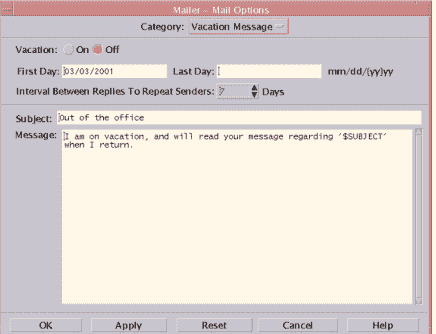 Mailer – Mail Options
Category: Vacation Message
Vacation: On Off
First Day: 03/03/2001 Last Day: mm/dd/(yy)yy
Interval Between Replies To Repeat Senders: 7 Days
Subject: Out of the office
Message: I am on vacation, and will read your message regarding '$SUBJECT'
when I return.
OK Apply Reset Cancel Help